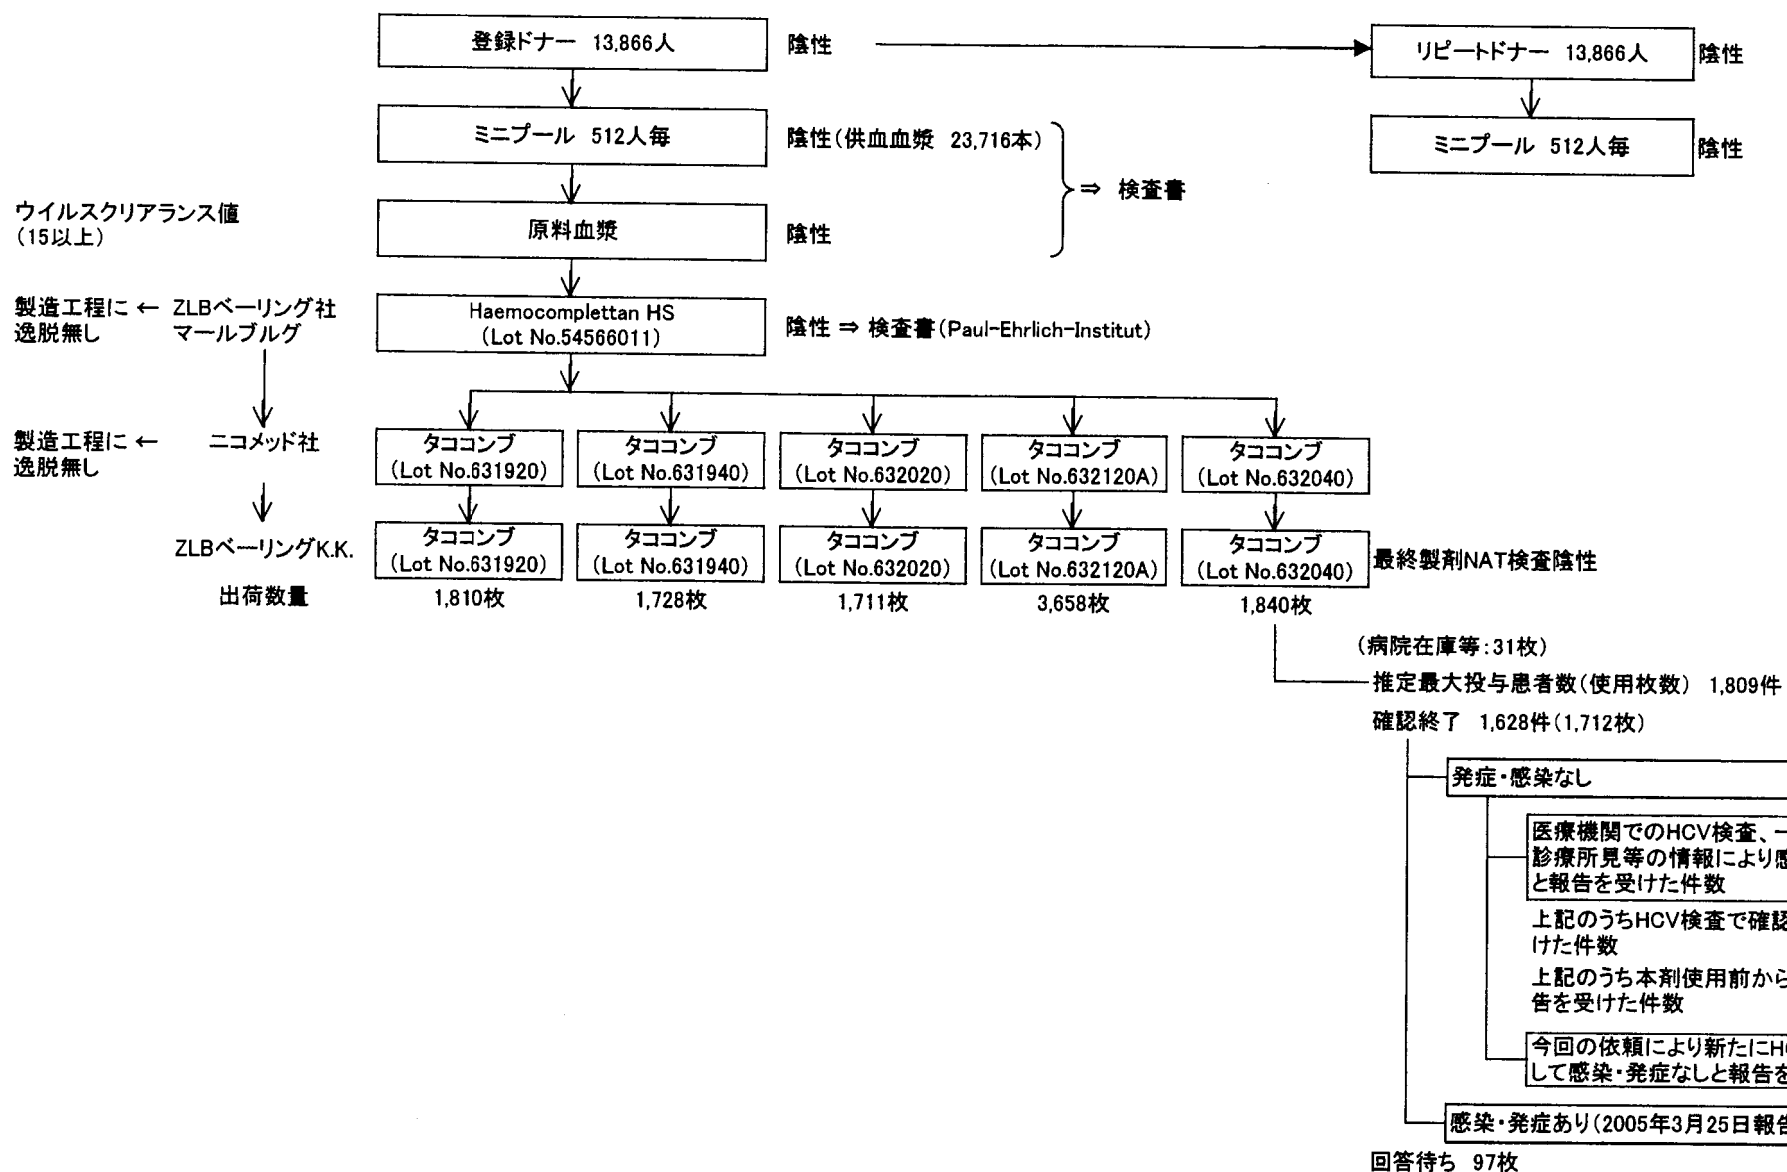 登録ドナー 13,866人
陰性
リピートドナー 13,866人
陰性
ミニプール 512人毎
陰性(供血血漿 23,716本)
ミニプール 512人毎
陰性
⇒ 検査書
ウイルスクリアランス値
(15以上)
原料血漿
陰性
製造工程に ← ZLBベーリング社
逸脱無し マールブルグ
Haemocomplettan HS
(Lot No.54566011)
陰性 ⇒ 検査書(Paul-Ehrlich-Institut)
製造工程に ← ニコメッド社
逸脱無し
タココンブ
(Lot No.631920)
タココンブ
(Lot No.631940)
タココンブ
(Lot No.632020)
タココンブ
(Lot No.632120A)
タココンブ
(Lot No.632040)
ZLBベーリングK.K.
タココンブ
(Lot No.631920)
タココンブ
(Lot No.631940)
タココンブ
(Lot No.632020)
タココンブ
(Lot No.632120A)
タココンブ
(Lot No.632040)
最終製剤NAT検査陰性
出荷数量 1,810枚 1,728枚 1,711枚 3,658枚 1,840枚
(病院在庫等:31枚)
推定最大投与患者数(使用枚数) 1,809件
確認終了 1,628件(1,712枚)
発症・感染なし
医療機関でのHCV検査、一
診療所見等の情報により感
と報告を受けた件数
上記のうちHCV検査で確認
けた件数
上記のうち本剤使用前から
告を受けた件数
今回の依頼により新たにH
して感染・発症なしと報告を
感染・発症あり(2005年3月25日報告
回答待ち 97枚